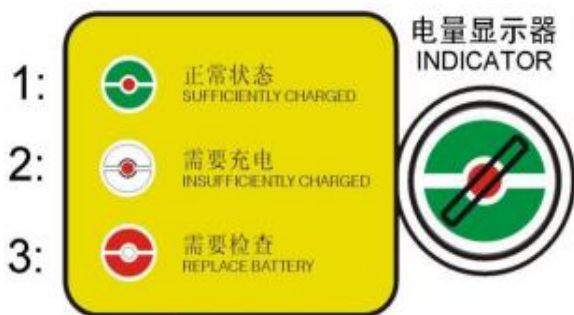 电量显示器
INDICATOR
1:
正常状态
SUFFICIENTLY CHARGED
2:
需要充电
INSUFFICIENTLY CHARGED
3:
需要检查
REPLACE BATTERY